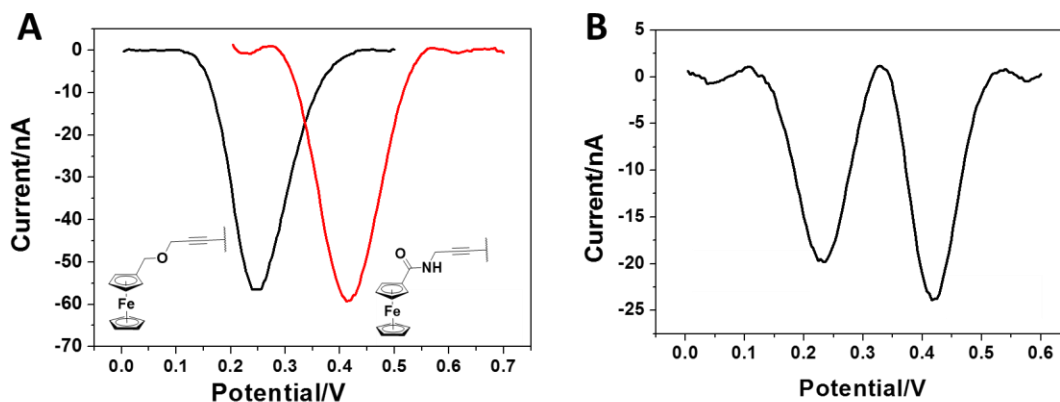 A
Current/nA
0
-10
-20
-30
-40
-50
-60
-70
0.0 0.1 0.2 0.3 0.4 0.5 0.6 0.7
Potential/V
O
Fe
O
NH
Fe
B
Current/nA
5
0
-5
-10
-15
-20
-25
0.0 0.1 0.2 0.3 0.4 0.5 0.6
Potential/V